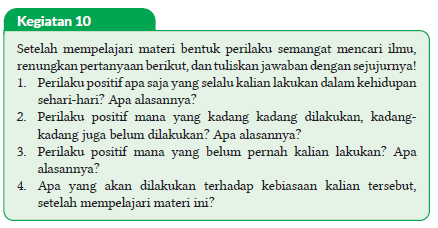 Kegiatan 10
Setelah mempelajari materi bentuk perilaku semangat mencari ilmu,
renungkan pertanyaan berikut, dan tuliskan jawaban dengan sejujurnya!
1. Perilaku positif apa saja yang selalu kalian lakukan dalam kehidupan
sehari-hari? Apa alasannya?
2. Perilaku positif mana yang kadang kadang dilakukan, kadang-
kadang juga belum dilakukan? Apa alasannya?
3. Perilaku positif mana yang belum pernah kalian lakukan? Apa
alasannya?
4. Apa yang akan dilakukan terhadap kebiasaan kalian tersebut,
setelah mempelajari materi ini?